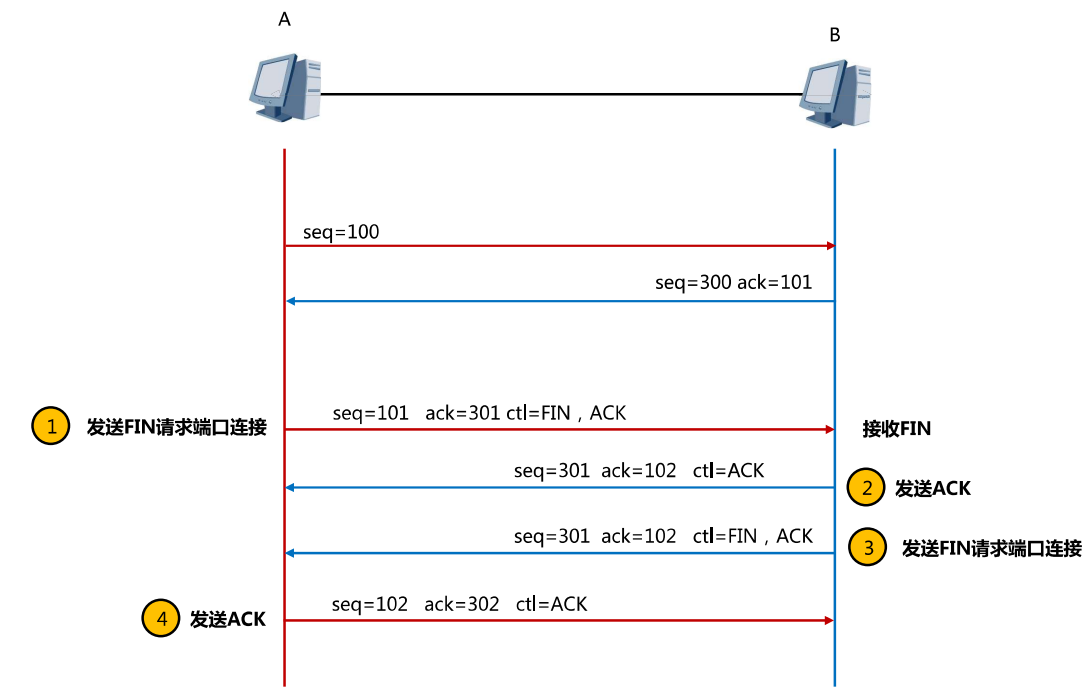 A
B
seq=100
seq=300 ack=101
1 发送FIN请求端口连接
seq=101 ack=301 ctl=FIN，ACK
接收FIN
seq=301 ack=102 ctl=ACK
2 发送ACK
seq=301 ack=102 ctl=FIN，ACK
3 发送FIN请求端口连接
4 发送ACK
seq=102 ack=302 ctl=ACK